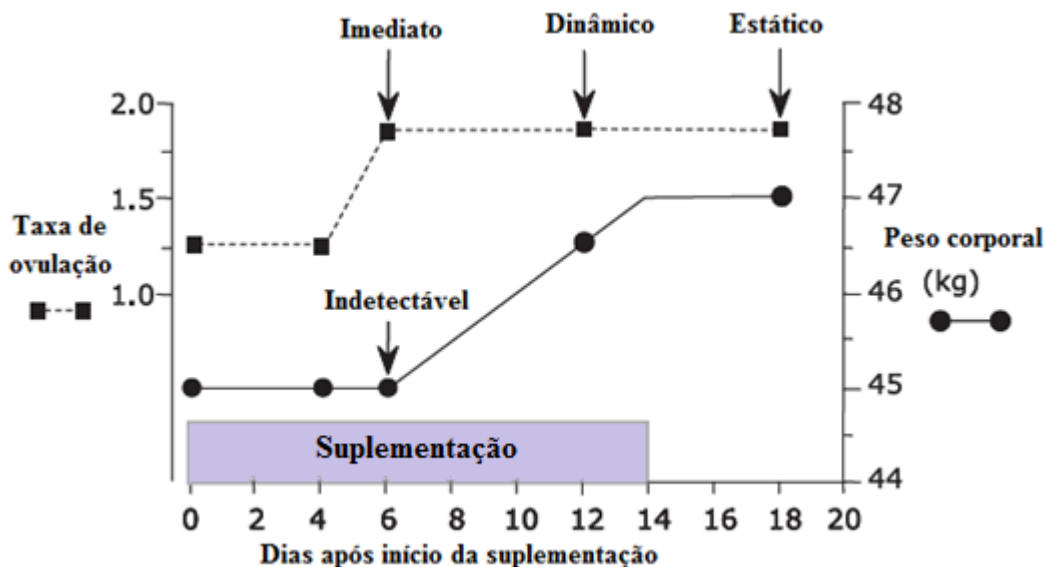 Imediato
Dinâmico
Estático
2.0
1.5
1.0
Taxa de
ovulação
48
47
46
45
44
Peso corporal
(kg)
Indetectável
Suplementação
0 2 4 6 8 10 12 14 16 18 20
Dias após início da suplementação